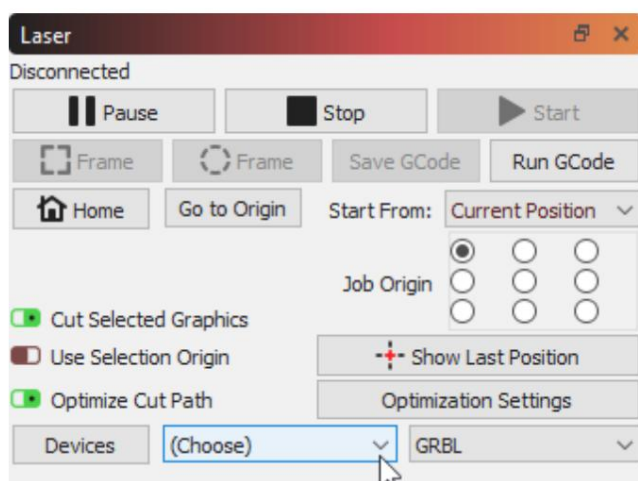 Laser
Disconnected
Pause Stop Start
Frame Frame Save GCode Run GCode
Home Go to Origin Start From: Current Position
Job Origin
Cut Selected Graphics
Use Selection Origin Show Last Position
Optimize Cut Path Optimization Settings
Devices (Choose) GRBL